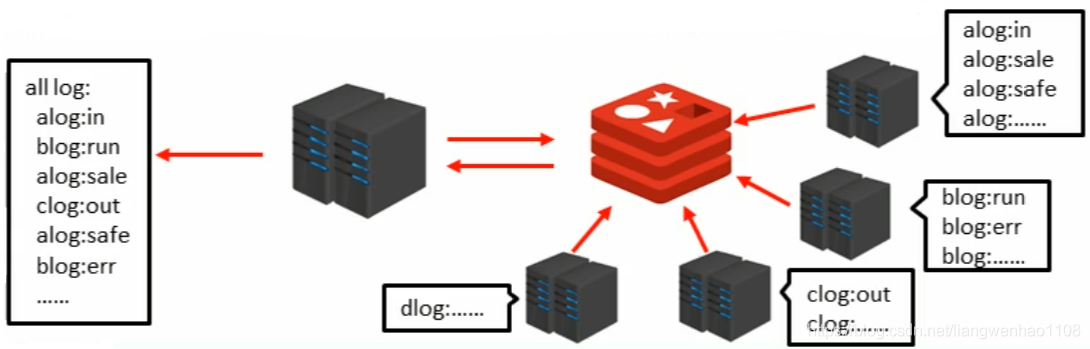 all log:
alog:in
blog:run
alog:sale
clog:out
alog:safe
blog:err
......
alog:in
alog:sale
alog:safe
alog:......
blog:run
blog:err
blog:......
dlog:......
clog:out
clog:......
https://blog.csdn.net/liangwenhao1108